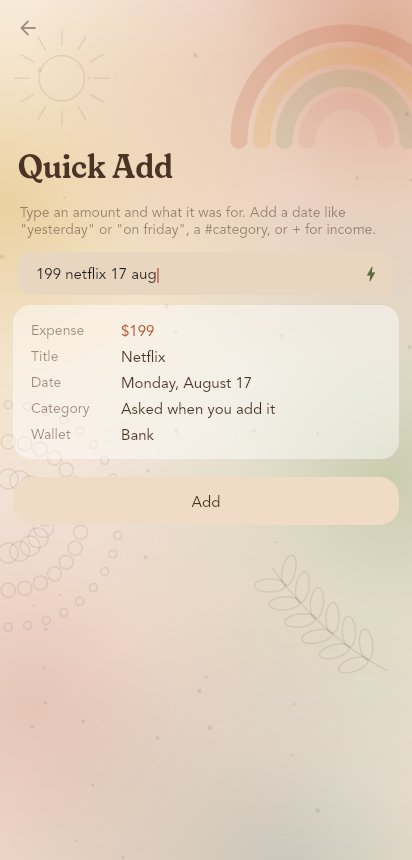 Quick Add
Type an amount and what it was for. Add a date like
"yesterday" or "on friday", a #category, or + for income.
199 netflix 17 aug
Expense $199
Title Netflix
Date Monday, August 17
Category Asked when you add it
Wallet Bank
Add